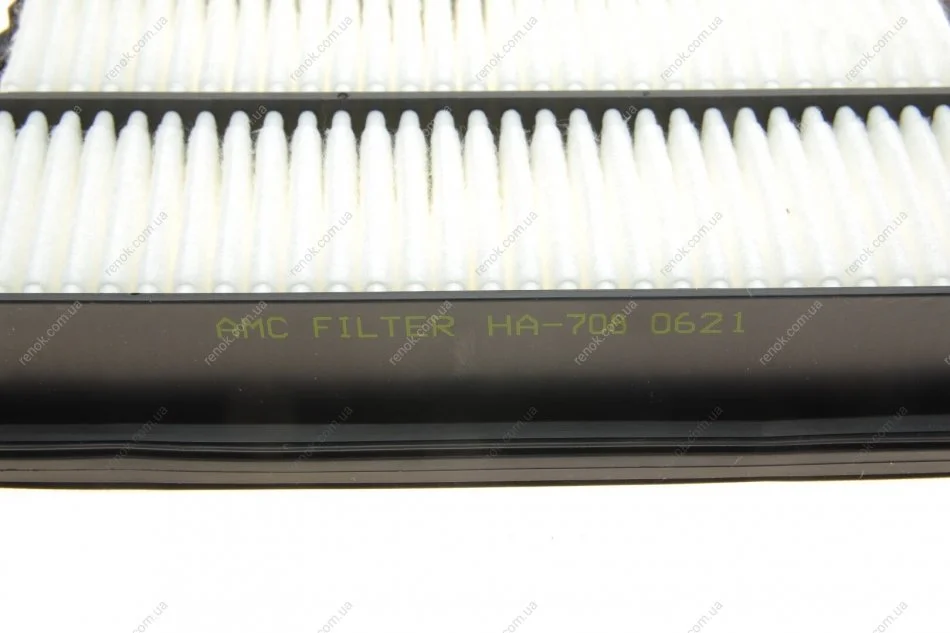 AMC FILTER HA-708 0621
renok.com.ua